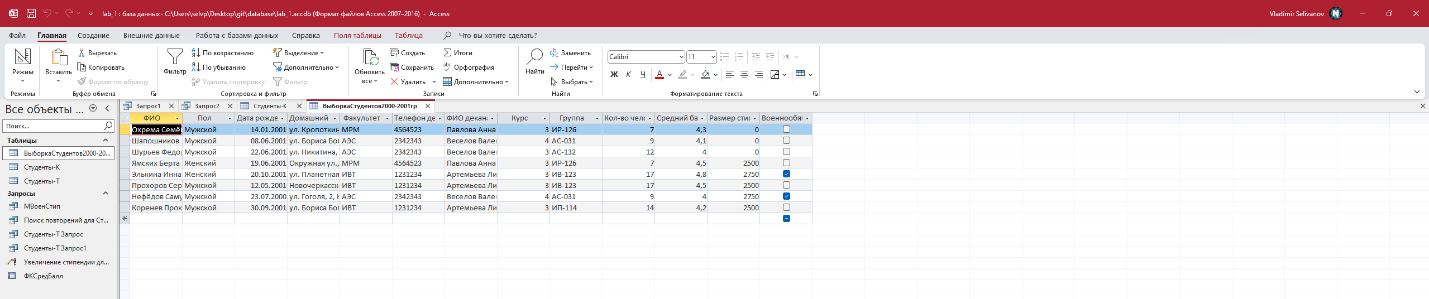 lab_1 : база данных- C:\Users\selvp\Desktop\git\database\lab_1.accdb (Формат файлов Access 2007–2016) - Access
Vladimir Selivanov
Файл Главная Создание Внешние данные Работа с базами данных Справка Поля таблицы Таблица Что вы хотите сделать?
Режим
Режимы
Вставить
Вырезать
Копировать
Формат по образцу
Буфер обмена
Фильтр
По возрастанию
По убыванию
Удалить сортировку
Выделение
Дополнительно
Фильтр
Сортировка и фильтр
Обновить
все
Создать
Сохранить
Удалить
Итоги
Орфография
Дополнительно
Записи
Найти
Заменить
Перейти
Выбрать
Найти
Calibri 11
Ж К Ч А
Форматирование текста
Все объекты ...
Поиск...
Таблицы
ВыборкаСтудентов2000-20...
Студенты-К
Студенты-Т
Запросы
МВоенСтип
Поиск повторений для Ст...
Студенты-Т Запрос
Студенты-Т Запрос1
Увеличение стипендии дл...
ФКСредБалл
Запрос1 Запрос2 Студенты-К ВыборкаСтудентов2000-2001гр
ФИО Пол Дата рожде Домашний Факультет Телефон де ФИО декан Курс Группа Кол-во чел Средний ба Размер сти Военнообяз
Охрема Семё Мужской 14.01.2001 ул. Кропоткин МРМ 4564523 Павлова Анна 3 ИР-126 7 4,3 0
Шапошников Мужской 08.06.2001 ул. Бориса Бо АЭС 2342343 Веселов Вале 4 АС-031 9 4,1 0
Шурьев Федо Мужской 22.06.2001 ул. Никитина, АЭС 2342343 Веселов Вале 3 АС-132 12 4 0
Ямских Берта Женский 19.06.2001 Окружная ул., МРМ 4564523 Павлова Анна 3 ИР-126 7 4,5 2500
Элькина Инна Женский 20.10.2001 ул. Планетная ИВТ 1231234 Артемьева Ли 3 ИВ-123 17 4,8 2750
Прохоров Сер Мужской 12.05.2001 Новочеркасск ИВТ 1231234 Артемьева Ли 3 ИВ-123 17 4,5 2500
Нефёдов Саму Мужской 23.07.2000 ул. Гоголя, 2, АЭС 2342343 Веселов Вале 4 АС-031 9 4 2750
Коренев Прок Мужской 30.09.2001 ул. Бориса Бо ИВТ 1231234 Артемьева Ли 3 ИП-114 14 4,2 2500